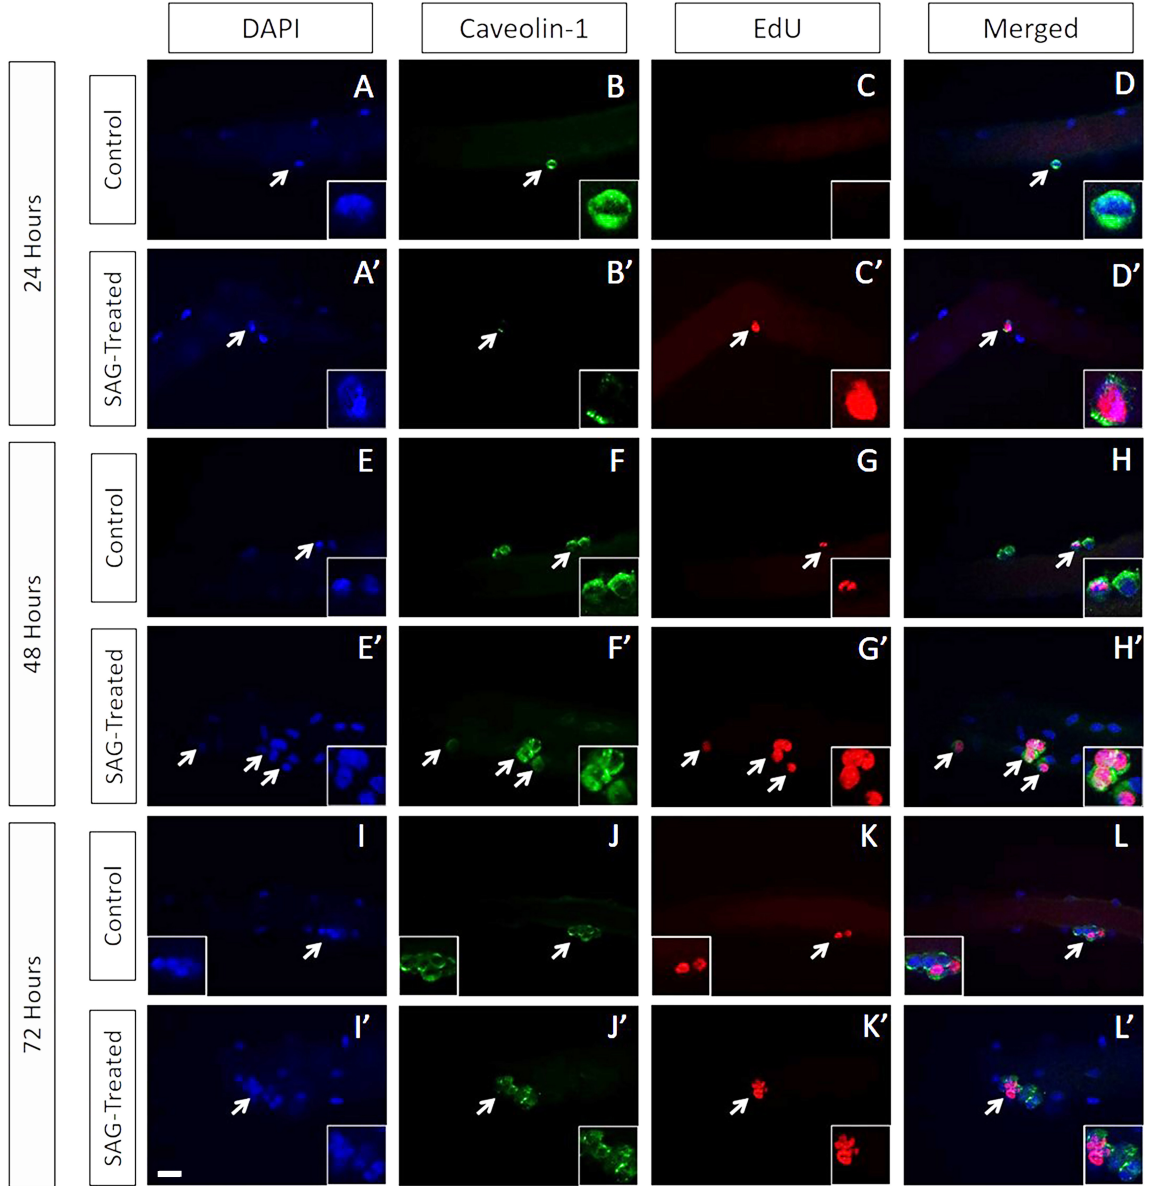 DAPI Caveolin-1 EdU Merged
24 Hours
Control
A B C D
SAG-Treated
A’ B’ C’ D’
48 Hours
Control
E F G H
SAG-Treated
E’ F’ G’ H’
72 Hours
Control
I J K L
SAG-Treated
I’ J’ K’ L’